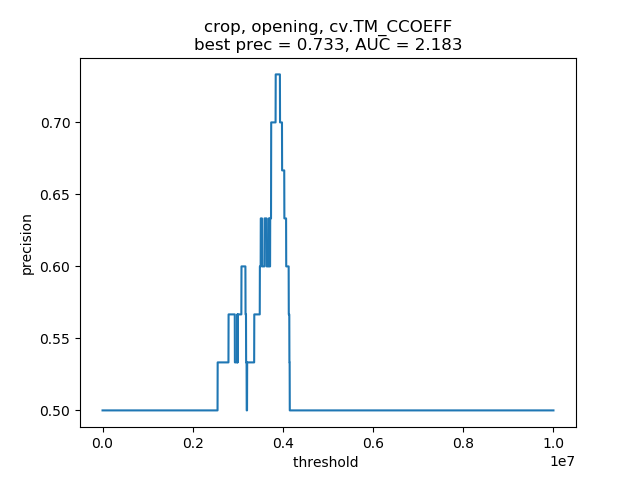 crop, opening, cv.TM_CCOEFF
best prec = 0.733, AUC = 2.183
0.70
0.65
precision
0.60
0.55
0.50
0.0 0.2 0.4 0.6 0.8 1.0
threshold 1e7